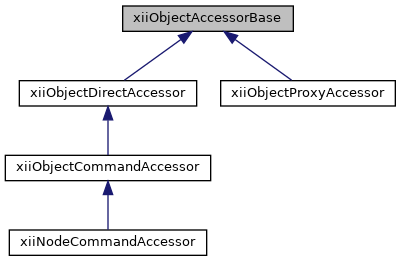 xiiObjectAccessorBase
xiiObjectDirectAccessor
xiiObjectProxyAccessor
xiiObjectCommandAccessor
xiiNodeCommandAccessor